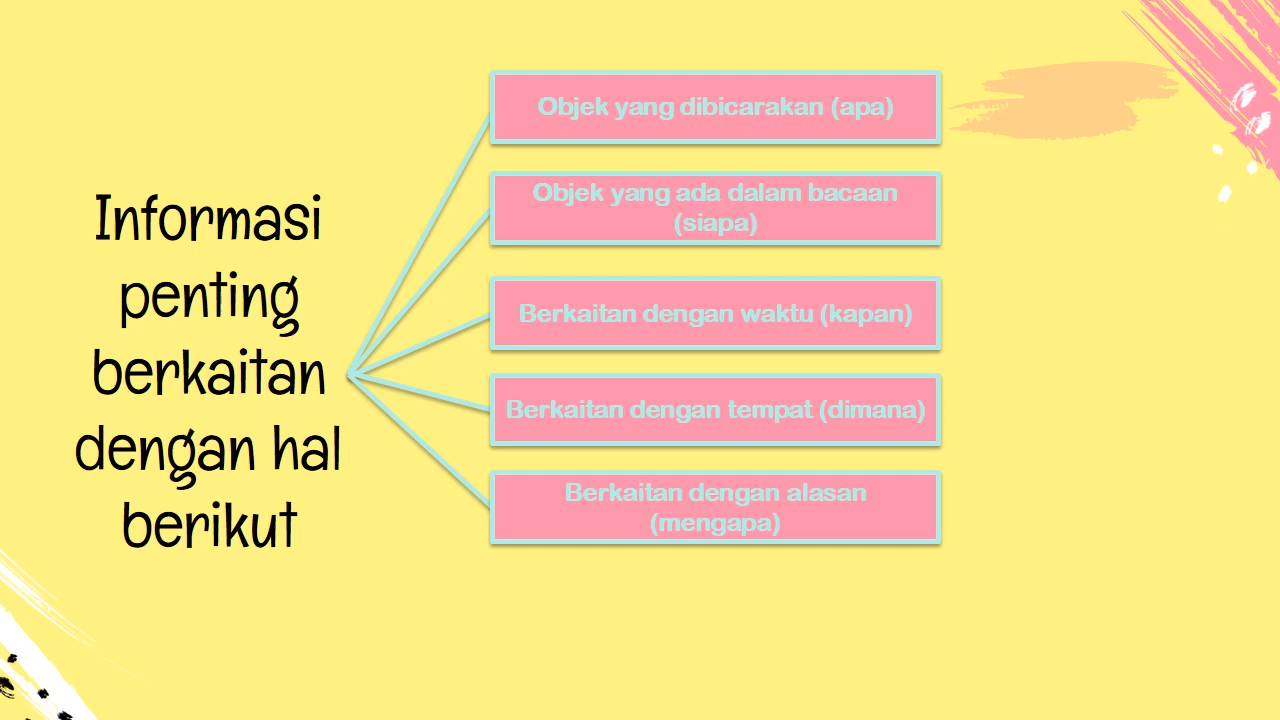 Informasi
penting
berkaitan
dengan hal
berikut
Objek yang dibicarakan (apa)
Objek yang ada dalam bacaan
(siapa)
Berkaitan dengan waktu (kapan)
Berkaitan dengan tempat (dimana)
Berkaitan dengan alasan
(mengapa)